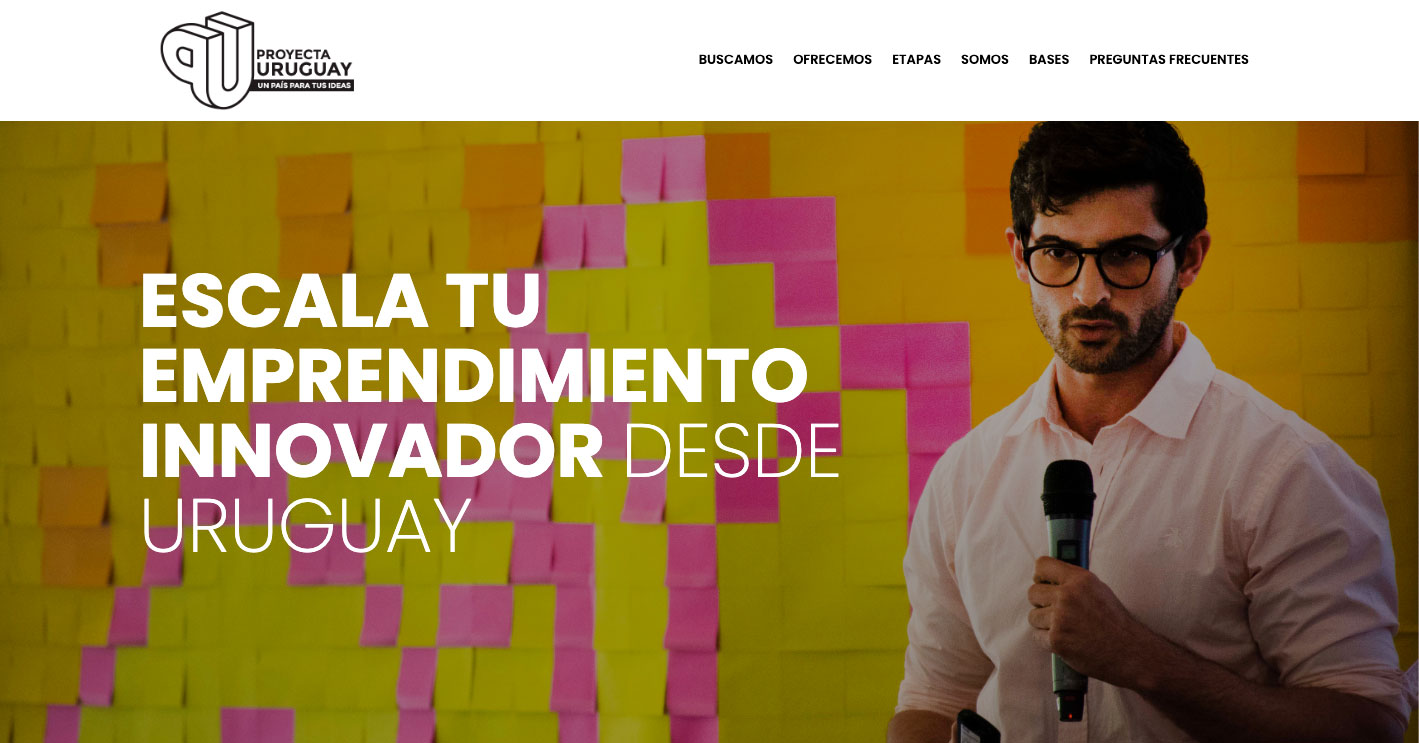 PROYECTA
URUGUAY
UN PAÍS PARA TUS IDEAS
BUSCAMOS OFRECEMOS ETAPAS SOMOS BASES PREGUNTAS FRECUENTES
ESCALA TU
EMPRENDIMIENTO
INNOVADOR DESDE
URUGUAY